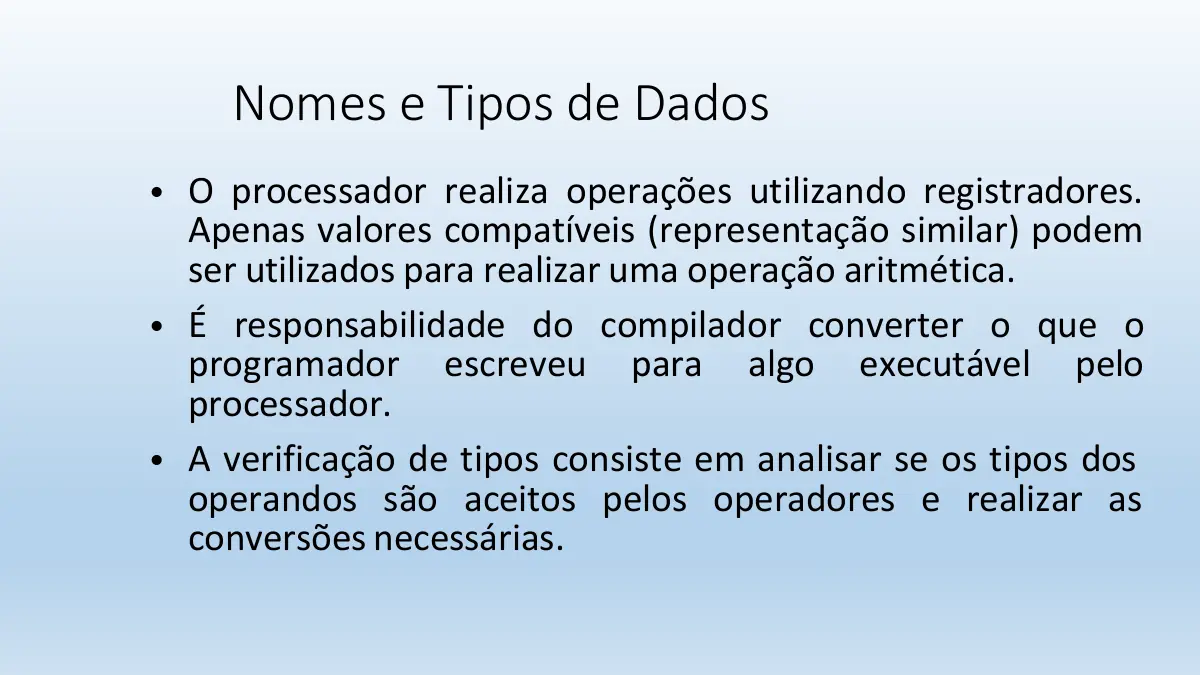 Nomes e Tipos de Dados
• O processador realiza operações utilizando registradores.
Apenas valores compatíveis (representação similar) podem
ser utilizados para realizar uma operação aritmética.
• É responsabilidade do compilador converter o que o
programador escreveu para algo executável pelo
processador.
• A verificação de tipos consiste em analisar se os tipos dos
operandos são aceitos pelos operadores e realizar as
conversões necessárias.